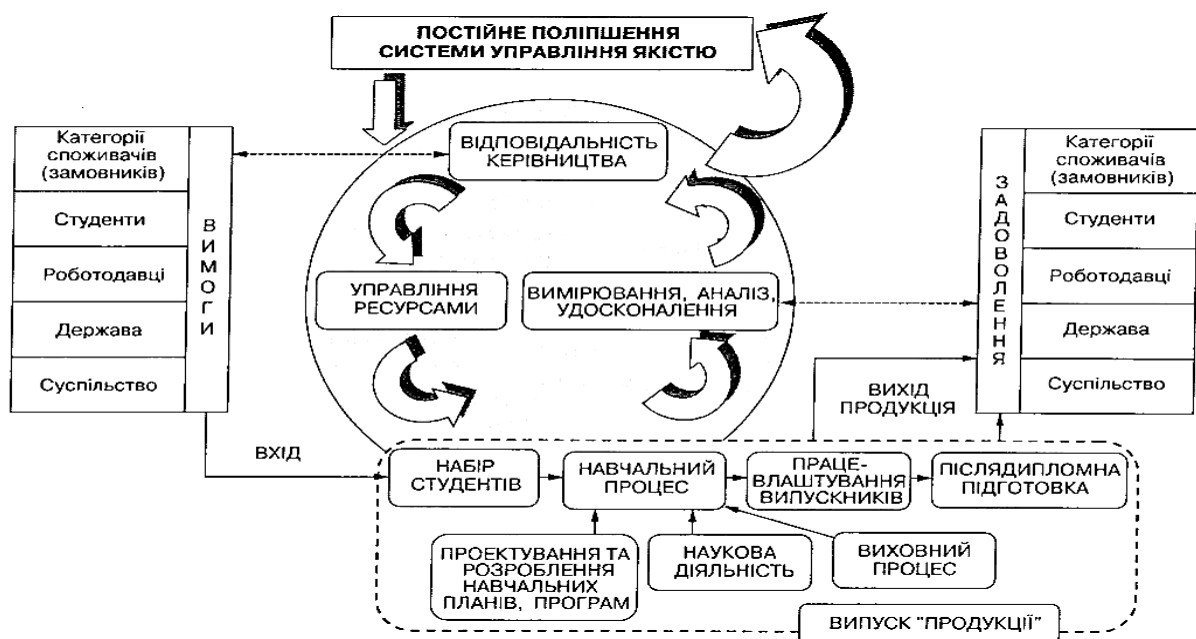 ПОСТІЙНЕ ПОЛІПШЕННЯ
СИСТЕМИ УПРАВЛІННЯ ЯКІСТЮ
Категорії
споживачів
(замовників)
Студенти
Роботодавці
Держава
Суспільство
ВИМОГИ
ВІДПОВІДАЛЬНІСТЬ
КЕРІВНИЦТВА
УПРАВЛІННЯ
РЕСУРСАМИ
ВИМІРЮВАННЯ, АНАЛІЗ,
УДОСКОНАЛЕННЯ
ЗАДОВОЛЕННЯ
Категорії
споживачів
(замовників)
Студенти
Роботодавці
Держава
Суспільство
ВИХІД
ПРОДУКЦІЯ
ВХІД
НАБІР
СТУДЕНТІВ
НАВЧАЛЬНИЙ
ПРОЦЕС
ПРАЦЕ-
ВЛАШТУВАННЯ
ВИПУСКНИКІВ
ПІСЛЯДИПЛОМНА
ПІДГОТОВКА
ПРОЕКТУВАННЯ ТА
РОЗРОБЛЕННЯ
НАВЧАЛЬНИХ
ПЛАНІВ, ПРОГРАМ
НАУКОВА
ДІЯЛЬНІСТЬ
ВИХОВНИЙ
ПРОЦЕС
ВИПУСК "ПРОДУКЦІЇ"